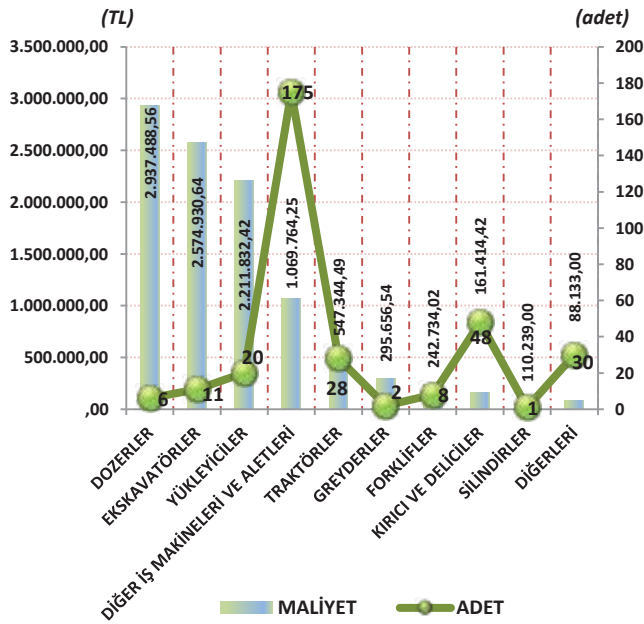 (TL)
(adet)
3.500.000,00
3.000.000,00
2.500.000,00
2.000.000,00
1.500.000,00
1.000.000,00
500.000,00
,00
200
180
160
140
120
100
80
60
40
20
0
2.937.488,56
2.574.930,64
2.211.832,42
1.069.764,25
547.344,49
295.656,54
242.734,02
161.414,42
110.239,00
88.133,00
6
11
20
175
28
2
8
48
1
30
DOZERLER
EKSKAVATÖRLER
YÜKLEYİCİLER
DİĞER İŞ MAKİNELERİ VE ALETLERİ
TRAKTÖRLER
GREYDERLER
FORKLİFLER
KIRICI VE DELİCİLER
SİLİNDİRLER
DİĞERLERİ
MALİYET
ADET